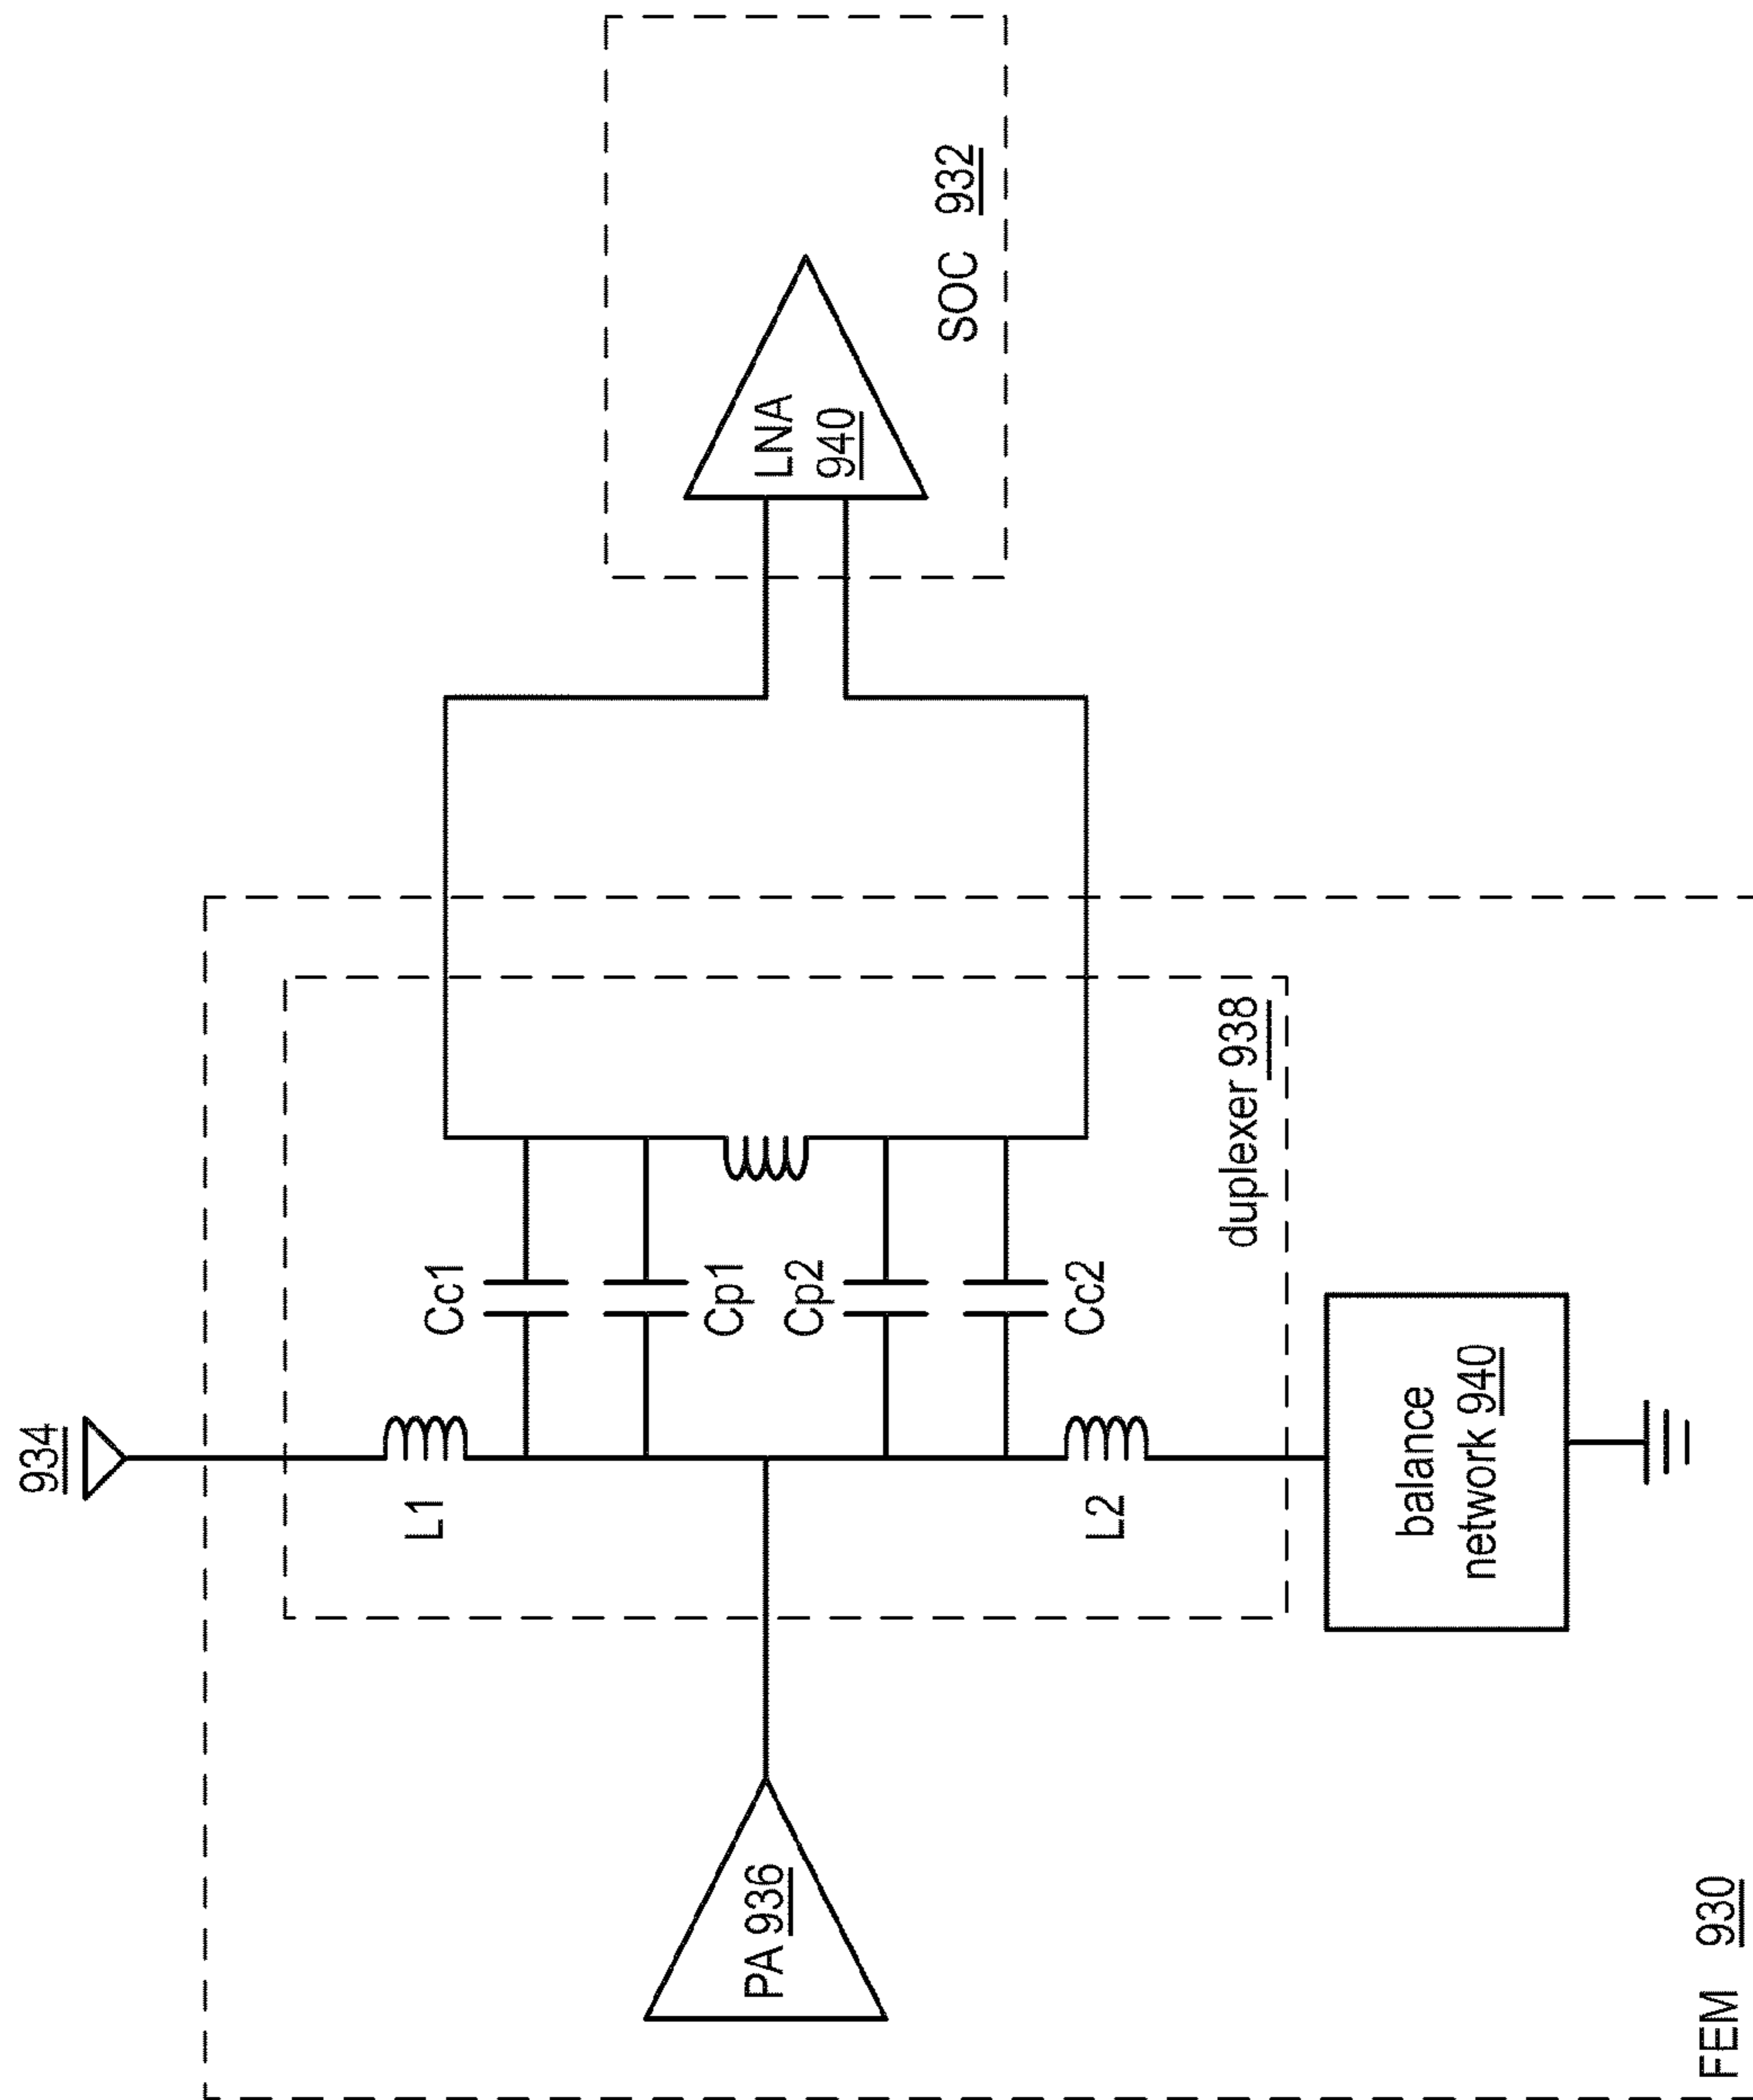 934
L1
Cc1
Cp1
Cp2
Cc2
L2
PA 936
LNA
940
SOC 932
duplexer 938
balance
network 940
FEM 930